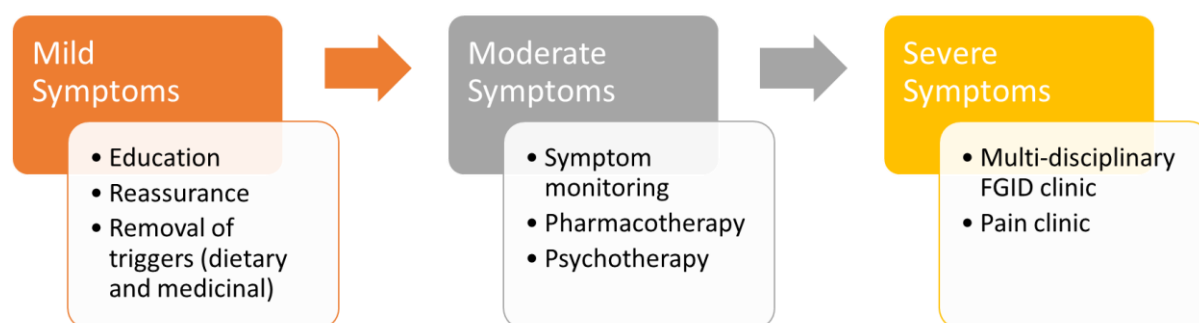 Mild
Symptoms
• Education
• Reassurance
• Removal of
triggers (dietary
and medicinal)
Moderate
Symptoms
• Symptom
monitoring
• Pharmacotherapy
• Psychotherapy
Severe
Symptoms
• Multi-disciplinary
FGID clinic
• Pain clinic